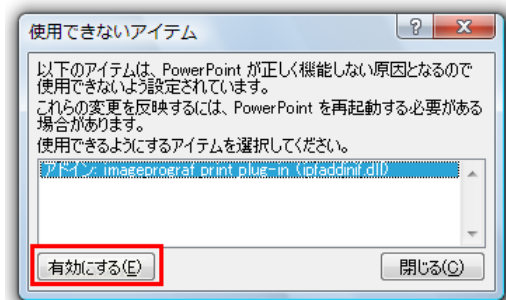 使用できないアイテム
以下のアイテムは、PowerPoint が正しく機能しない原因となるので
使用できないよう設定されています。
これらの変更を反映するには、PowerPoint を再起動する必要がある
場合があります。
使用できるようにするアイテムを選択してください。
アドイン: imageprograf print plug-in (ipfaddinif.dll)
有効にする(E)
閉じる(C)